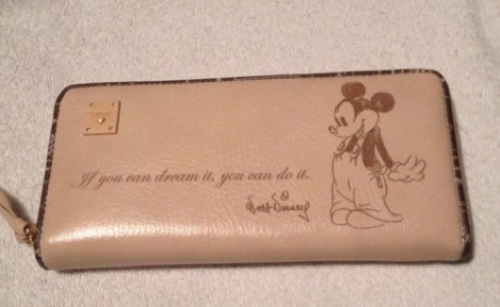 If you can dream it, you can do it.
®
Walt Disney